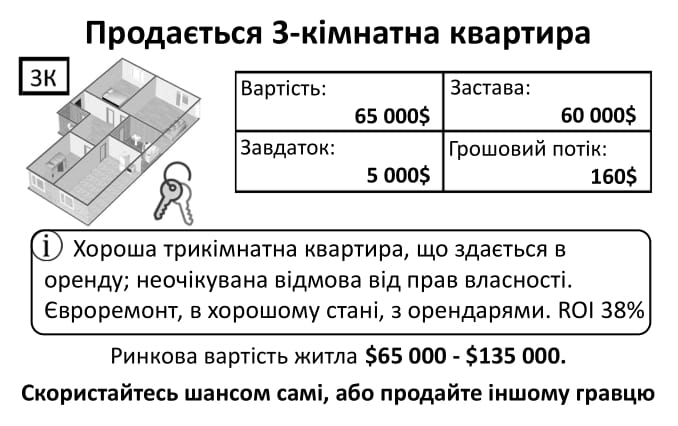 Продається 3-кімнатна квартира
3К
Вартість:
65 000$
Застава:
60 000$
Завдаток:
5 000$
Грошовий потік:
160$
i Хороша трикімнатна квартира, що здається в
оренду; неочікувана відмова від прав власності.
Євроремонт, в хорошому стані, з орендарями. ROI 38%
Ринкова вартість житла $65 000 - $135 000.
Скористайтесь шансом самі, або продайте іншому гравцю